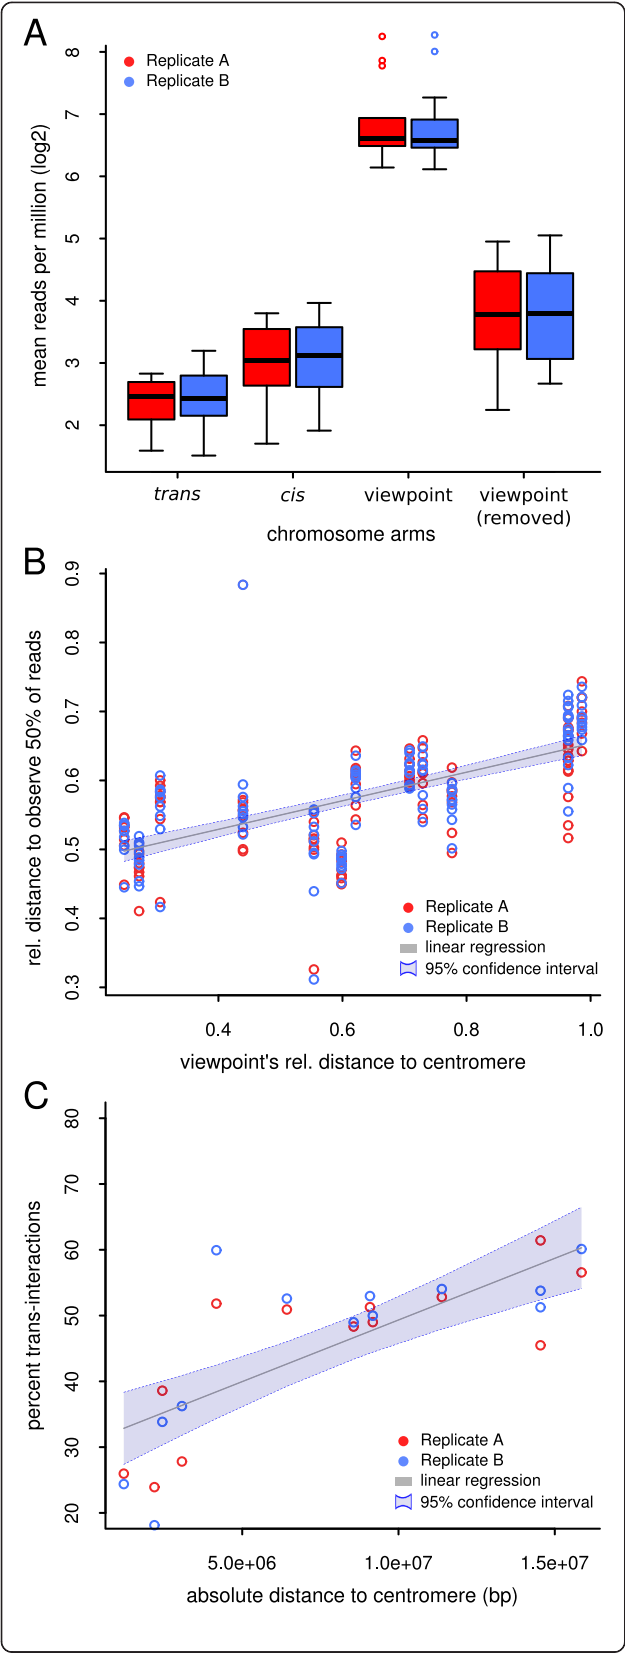 A
mean reads per million (log2)
8
7
6
5
4
3
2
Replicate A
Replicate B
trans
cis
viewpoint
viewpoint
(removed)
chromosome arms
B
rel. distance to observe 50% of reads
0.9
0.8
0.7
0.6
0.5
0.4
0.3
Replicate A
Replicate B
linear regression
95% confidence interval
0.4
0.6
0.8
1.0
viewpoint's rel. distance to centromere
C
percent trans-interactions
80
70
60
50
40
30
20
Replicate A
Replicate B
linear regression
95% confidence interval
5.0e+06
1.0e+07
1.5e+07
absolute distance to centromere (bp)